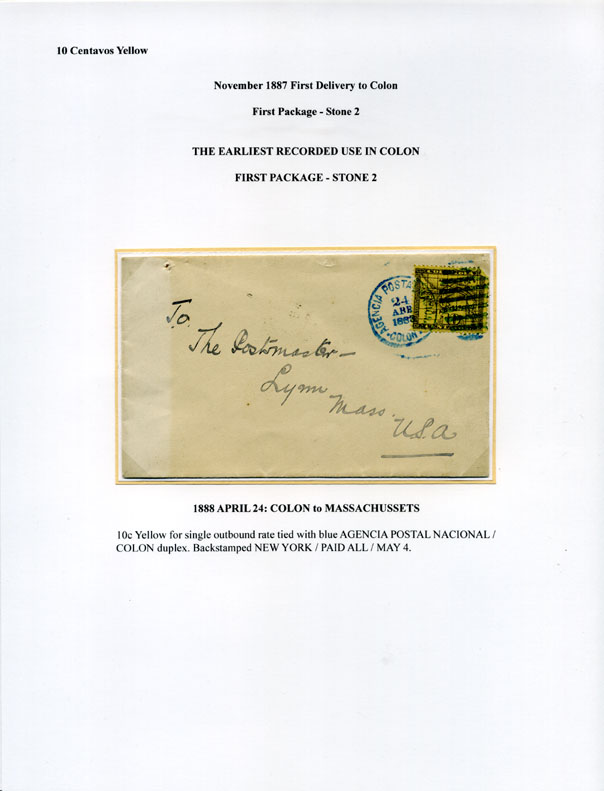 10 Centavos Yellow
November 1887 First Delivery to Colon
First Package - Stone 2
THE EARLIEST RECORDED USE IN COLON
FIRST PACKAGE - STONE 2
AGENCIA POSTAL
24
ABR
1888
COLON
To
The Postmaster—
Lynn
Mass.
U.S.A
1888 APRIL 24: COLON to MASSACHUSSETS
10c Yellow for single outbound rate tied with blue AGENCIA POSTAL NACIONAL /
COLON duplex. Backstamped NEW YORK / PAID ALL / MAY 4.